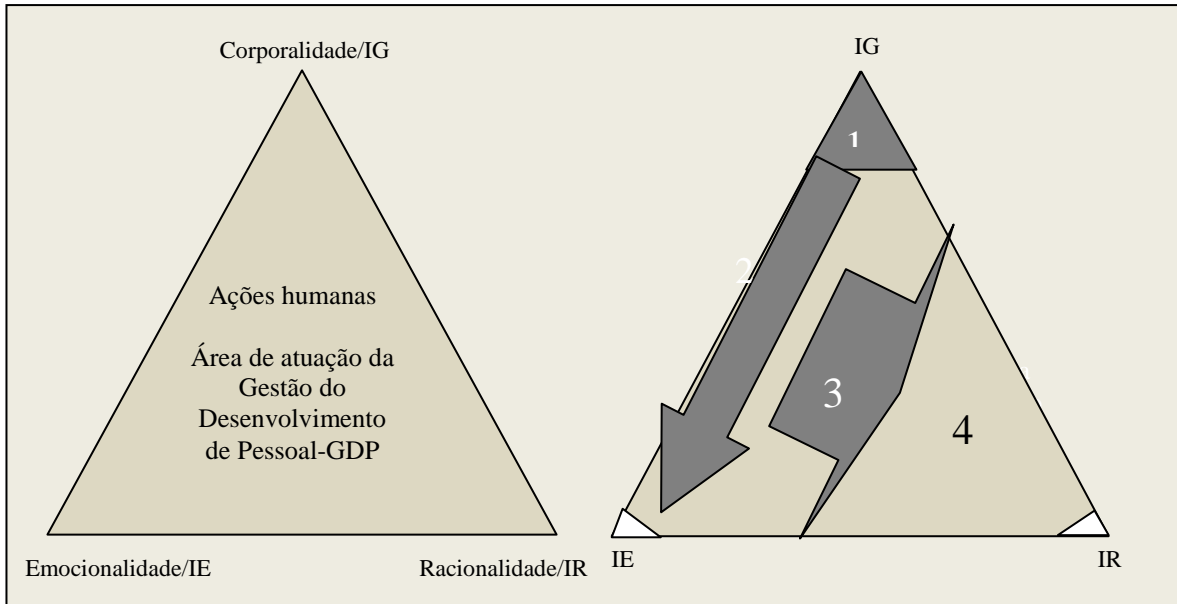 Corporalidade/IG
Ações humanas
Área de atuação da
Gestão do
Desenvolvimento
de Pessoal-GDP
Emocionalidade/IE
Racionalidade/IR
IG
1
2
3
4
IE
IR